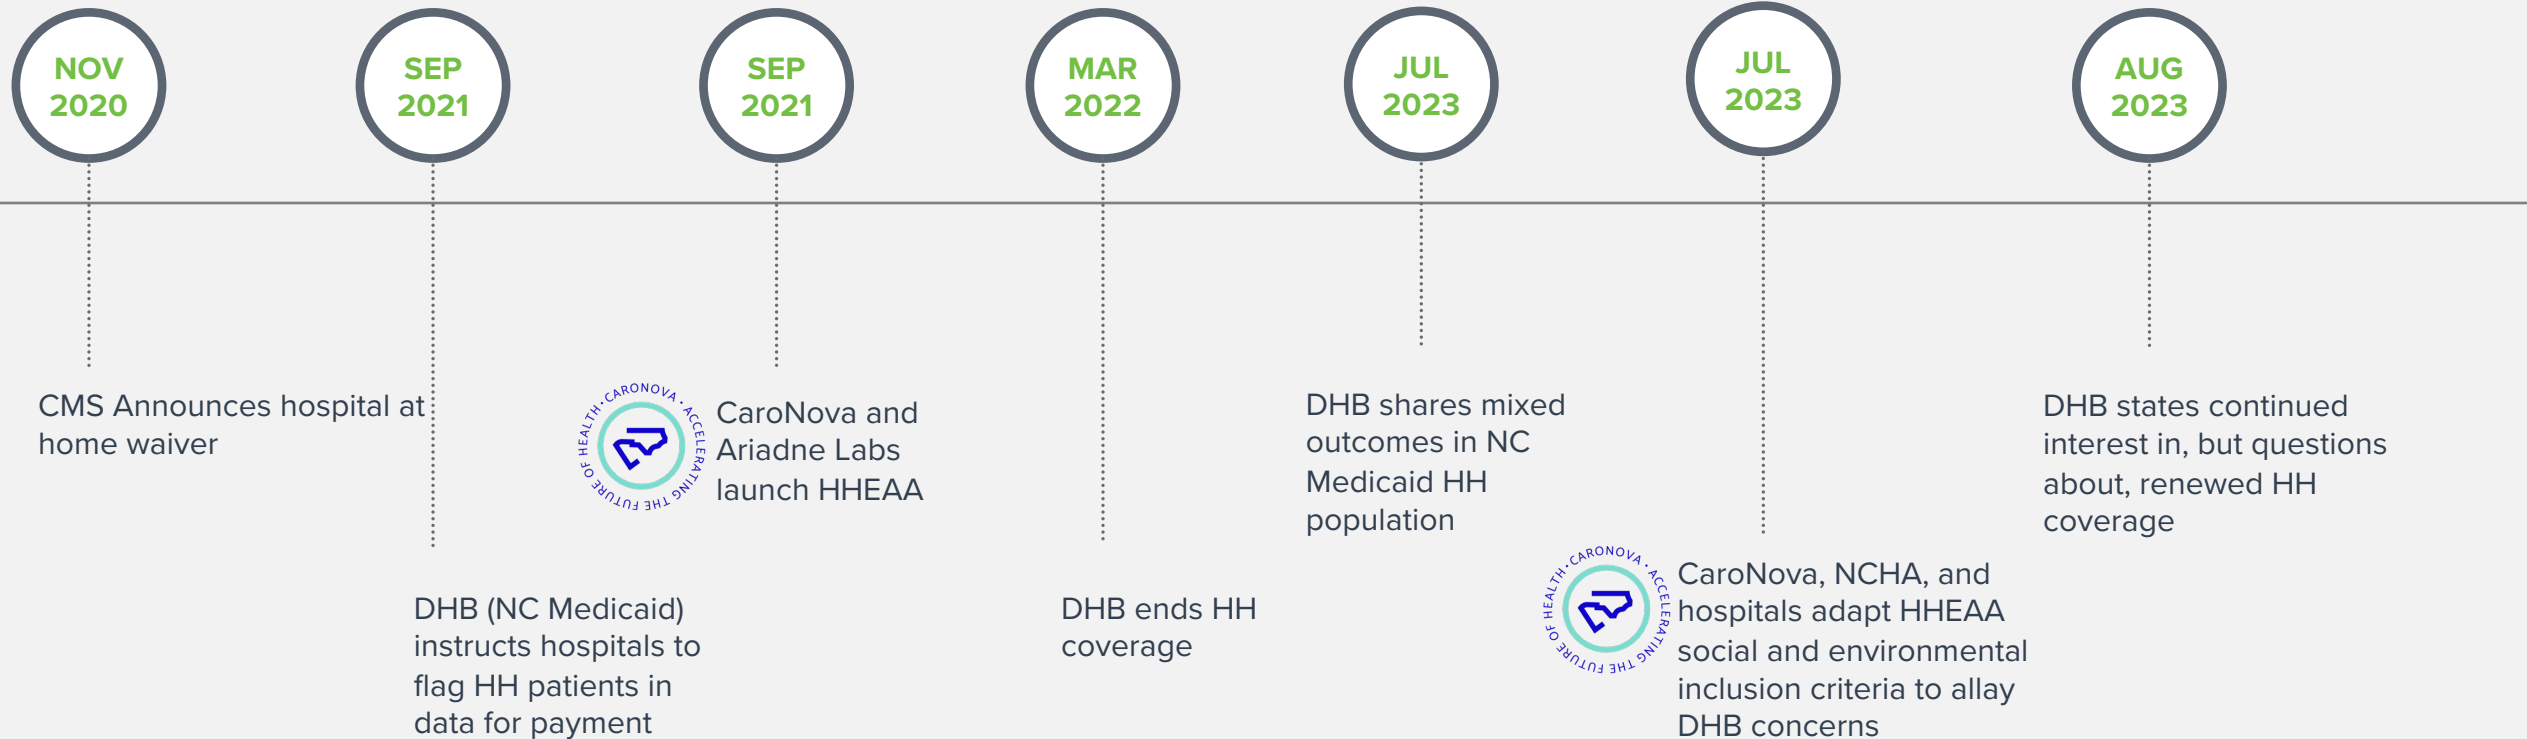 NOV
2020
SEP
2021
SEP
2021
MAR
2022
JUL
2023
JUL
2023
AUG
2023
CMS Announces hospital at
home waiver
DHB (NC Medicaid)
instructs hospitals to
flag HH patients in
data for payment
CARONOVA · ACCELERATING THE FUTURE OF HEALTH ·
CaroNova and
Ariadne Labs
launch HHEAA
DHB ends HH
coverage
DHB shares mixed
outcomes in NC
Medicaid HH
population
CARONOVA · ACCELERATING THE FUTURE OF HEALTH ·
CaroNova, NCHA, and
hospitals adapt HHEAA
social and environmental
inclusion criteria to allay
DHB concerns
DHB states continued
interest in, but questions
about, renewed HH
coverage